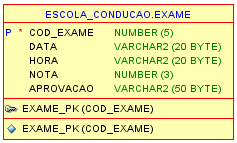 ESCOLA_CONDUCAO.EXAME
P * COD_EXAME NUMBER (5)
DATA VARCHAR2 (20 BYTE)
HORA VARCHAR2 (20 BYTE)
NOTA NUMBER (3)
APROVACAO VARCHAR2 (50 BYTE)
EXAME_PK (COD_EXAME)
EXAME_PK (COD_EXAME)